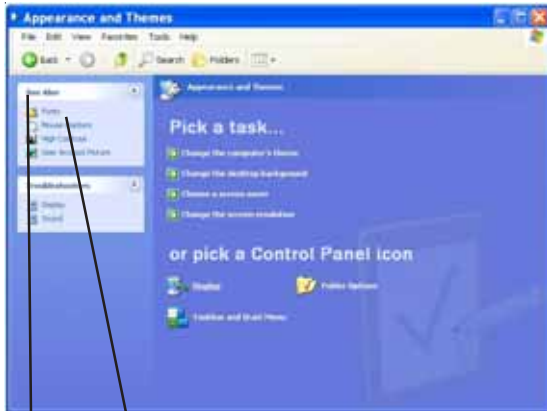 Appearance and Themes
File Edit View Favorites Tools Help
Back Search Folders
See Also
Fonts
Mouse Pointers
High Contrast
User Account Picture
Troubleshooters
Display
Sound
Appearance and Themes
Pick a task...
Change the computer's theme
Change the desktop background
Choose a screen saver
Change the screen resolution
or pick a Control Panel icon
Display Folder Options
Taskbar and Start Menu